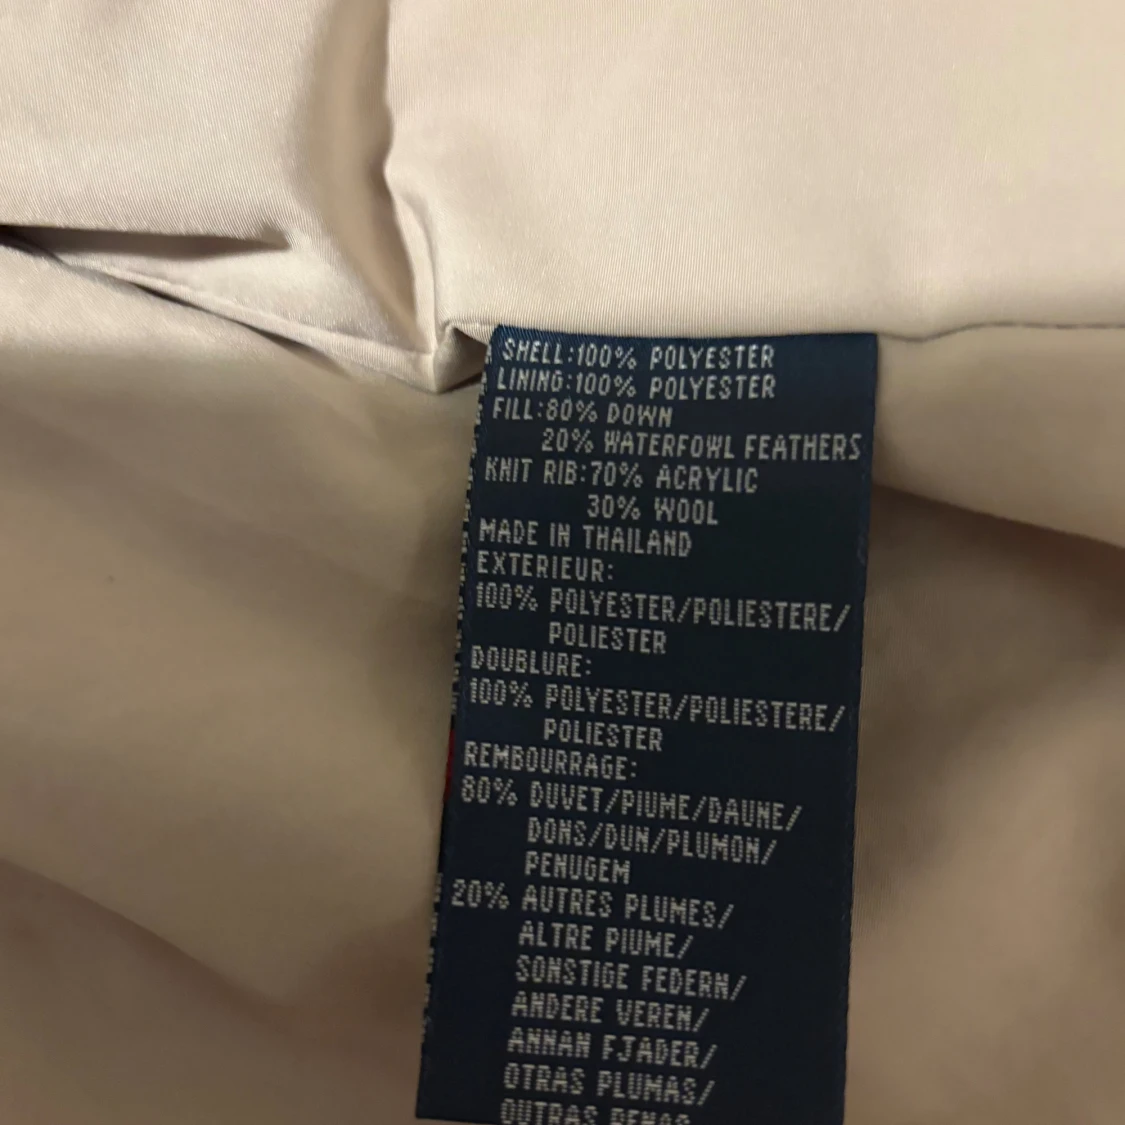 SHELL:100% POLYESTER
LINING:100% POLYESTER
FILL:80% DOWN
20% WATERFOWL FEATHERS
KNIT RIB:70% ACRYLIC
30% WOOL
MADE IN THAILAND
EXTERIEUR:
100% POLYESTER/POLIESTERE/
POLIESTER
DOUBLURE:
100% POLYESTER/POLIESTERE/
POLIESTER
REMBOURRAGE:
80% DUVET/PIUME/DAUNE/
DONS/DUN/PLUMON/
PENUGEM
20% AUTRES PLUMES/
ALTRE PIUME/
SONSTIGE FEDERN/
ANDERE VEREN/
ANNAN FJADER/
OTRAS PLUMAS/
OUTRAS PENAS